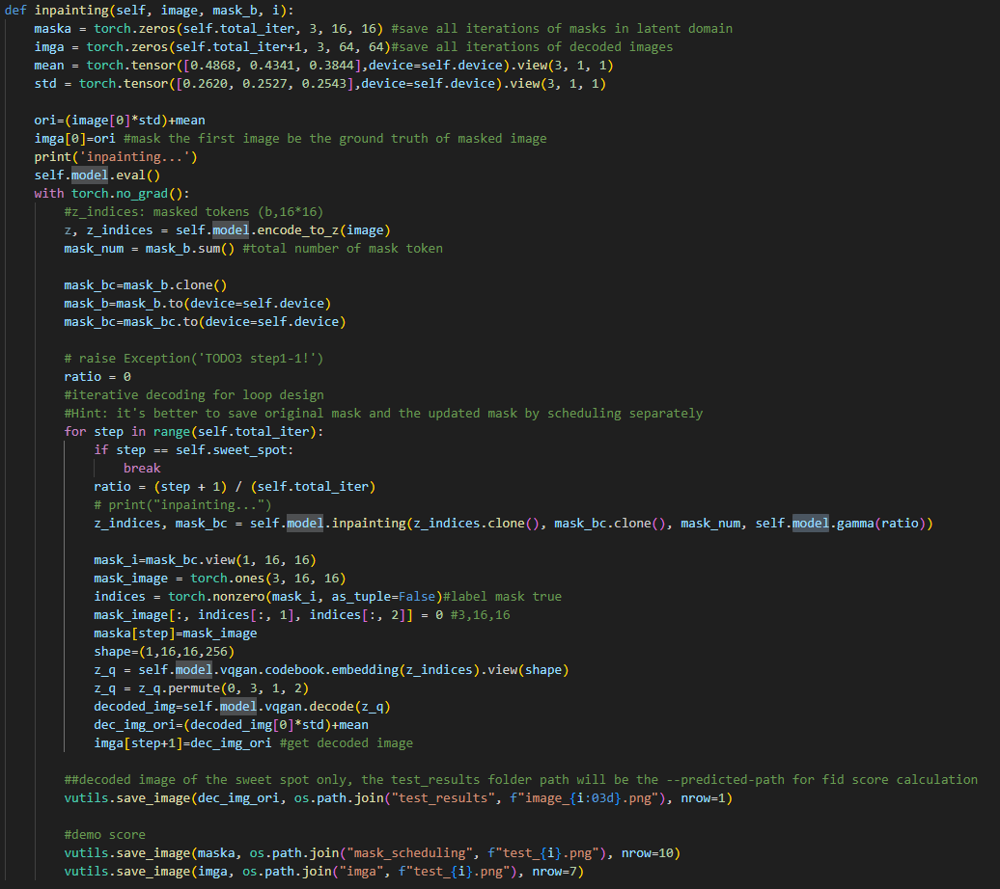 def inpainting(self, image, mask_b, i):
    maska = torch.zeros(self.total_iter, 3, 16, 16) #save all iterations of masks in latent domain
    imga = torch.zeros(self.total_iter+1, 3, 64, 64)#save all iterations of decoded images
    mean = torch.tensor([0.4868, 0.4341, 0.3844],device=self.device).view(3, 1, 1)
    std = torch.tensor([0.2620, 0.2527, 0.2543],device=self.device).view(3, 1, 1)

    ori=(image[0]*std)+mean
    imga[0]=ori #mask the first image be the ground truth of masked image
    print('inpainting...')
    self.model.eval()
    with torch.no_grad():
        #z_indices: masked tokens (b,16*16)
        z, z_indices = self.model.encode_to_z(image)
        mask_num = mask_b.sum() #total number of mask token

        mask_bc=mask_b.clone()
        mask_b=mask_b.to(device=self.device)
        mask_bc=mask_bc.to(device=self.device)

        # raise Exception('TODO3 step1-1!')
        ratio = 0
        #iterative decoding for loop design
        #Hint: it's better to save original mask and the updated mask by scheduling separately
        for step in range(self.total_iter):
            if step == self.sweet_spot:
                break
            ratio = (step + 1) / (self.total_iter)
            # print("inpainting...")
            z_indices, mask_bc = self.model.inpainting(z_indices.clone(), mask_bc.clone(), mask_num, self.model.gamma(ratio))

            mask_i=mask_bc.view(1, 16, 16)
            mask_image = torch.ones(3, 16, 16)
            indices = torch.nonzero(mask_i, as_tuple=False)#label mask true
            mask_image[:, indices[:, 1], indices[:, 2]] = 0 #3,16,16
            maska[step]=mask_image
            shape=(1,16,16,256)
            z_q = self.model.vqgan.codebook.embedding(z_indices).view(shape)
            z_q = z_q.permute(0, 3, 1, 2)
            decoded_img=self.model.vqgan.decode(z_q)
            dec_img_ori=(decoded_img[0]*std)+mean
            imga[step+1]=dec_img_ori #get decoded image

        ##decoded image of the sweet spot only, the test_results folder path will be the --predicted-path for fid score calculation
        vutils.save_image(dec_img_ori, os.path.join("test_results", f"image_{i:03d}.png"), nrow=1)

        #demo score
        vutils.save_image(maska, os.path.join("mask_scheduling", f"test_{i}.png"), nrow=10)
        vutils.save_image(imga, os.path.join("imga", f"test_{i}.png"), nrow=7)